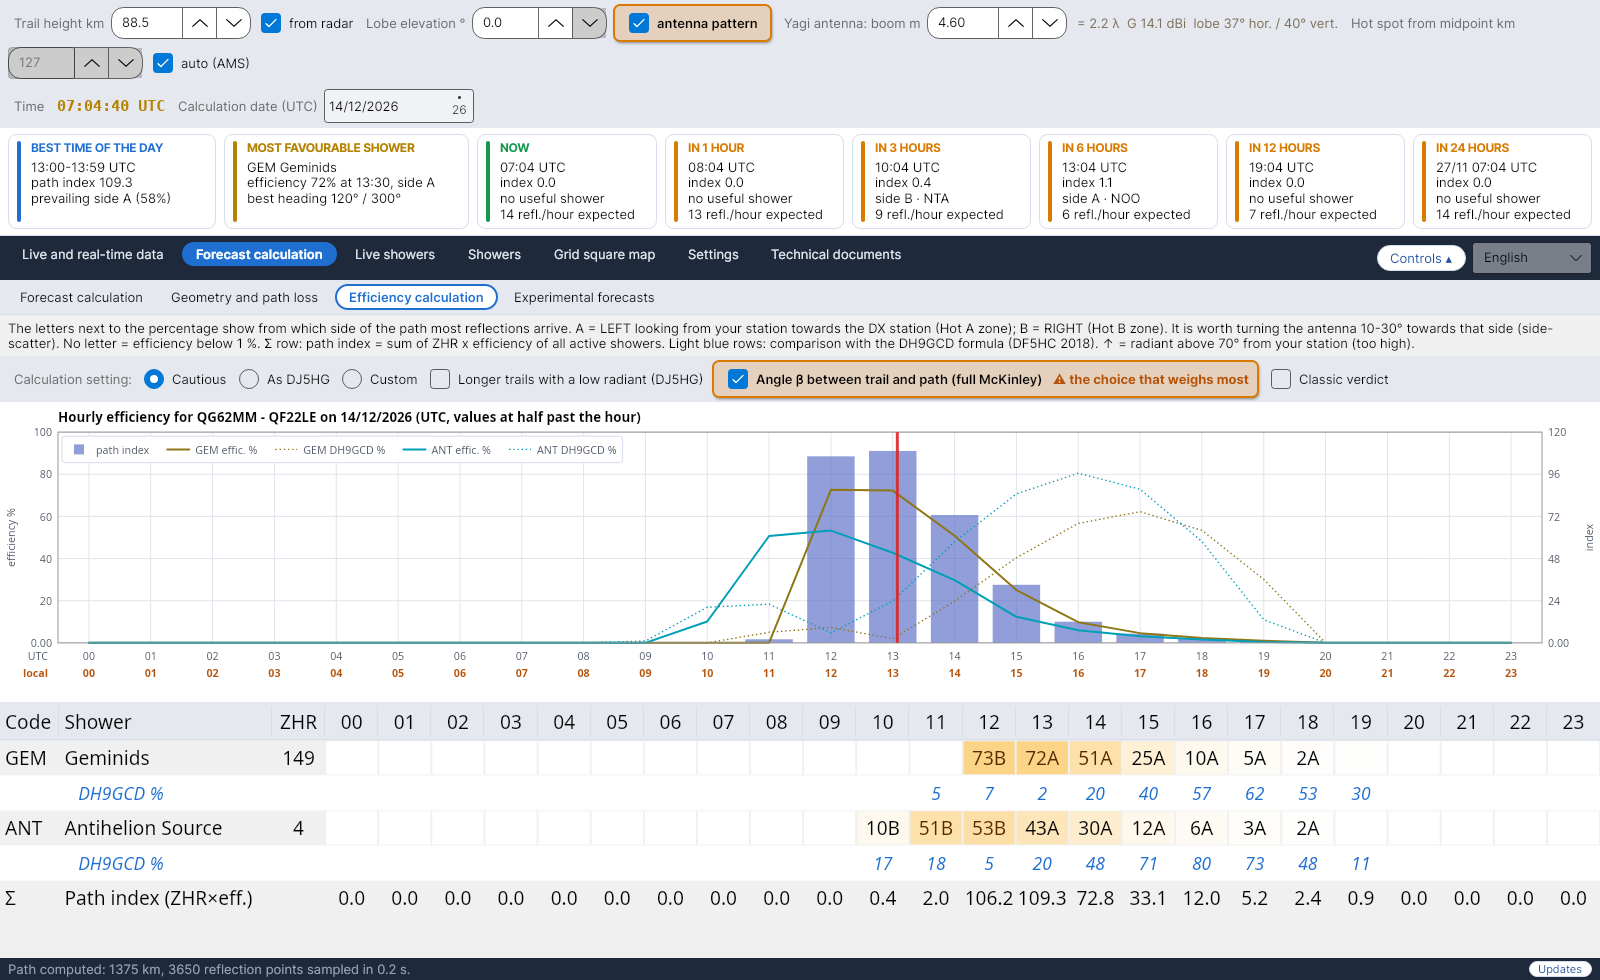 Trail height km 88.5 from radar Lobe elevation ° 0.0 antenna pattern Yagi antenna: boom m 4.60 = 2.2 λ G 14.1 dBi lobe 37° hor. / 40° vert. Hot spot from midpoint km
127 auto (AMS)
Time 07:04:40 UTC Calculation date (UTC) 14/12/2026 26
BEST TIME OF THE DAY
13:00-13:59 UTC
path index 109.3
prevailing side A (58%)
MOST FAVOURABLE SHOWER
GEM Geminids
efficiency 72% at 13:30, side A
best heading 120° / 300°
NOW
07:04 UTC
index 0.0
no useful shower
14 refl./hour expected
IN 1 HOUR
08:04 UTC
index 0.0
no useful shower
13 refl./hour expected
IN 3 HOURS
10:04 UTC
index 0.4
side B · NTA
9 refl./hour expected
IN 6 HOURS
13:04 UTC
index 1.1
side A · NOO
6 refl./hour expected
IN 12 HOURS
19:04 UTC
index 0.0
no useful shower
7 refl./hour expected
IN 24 HOURS
27/11 07:04 UTC
index 0.0
no useful shower
14 refl./hour expected
Live and real-time data Forecast calculation Live showers Showers Grid square map Settings Technical documents Controls ▴ English
Forecast calculation Geometry and path loss Efficiency calculation Experimental forecasts
The letters next to the percentage show from which side of the path most reflections arrive. A = LEFT looking from your station towards the DX station (Hot A zone); B = RIGHT (Hot B zone). It is worth turning the antenna 10-30° towards that side (side-
scatter). No letter = efficiency below 1 %. Σ row: path index = sum of ZHR x efficiency of all active showers. Light blue rows: comparison with the DH9GCD formula (DF5HC 2018). ↑ = radiant above 70° from your station (too high).
Calculation setting: Cautious As DJ5HG Custom Longer trails with a low radiant (DJ5HG) Angle β between trail and path (full McKinley) ⚠ the choice that weighs most Classic verdict
Hourly efficiency for QG62MM - QF22LE on 14/12/2026 (UTC, values at half past the hour)
path index GEM effic. % GEM DH9GCD % ANT effic. % ANT DH9GCD %
100 120
80 96
60 72
40 48
20 24
0.00 0.00
efficiency %
index
UTC 00 01 02 03 04 05 06 07 08 09 10 11 12 13 14 15 16 17 18 19 20 21 22 23
local 00 01 02 03 04 05 06 07 08 09 10 11 12 13 14 15 16 17 18 19 20 21 22 23
Code Shower ZHR 00 01 02 03 04 05 06 07 08 09 10 11 12 13 14 15 16 17 18 19 20 21 22 23
GEM Geminids 149 73B 72A 51A 25A 10A 5A 2A
DH9GCD % 5 7 2 20 40 57 62 53 30
ANT Antihelion Source 4 10B 51B 53B 43A 30A 12A 6A 3A 2A
DH9GCD % 17 18 5 20 48 71 80 73 48 11
Σ Path index (ZHR×eff.) 0.0 0.0 0.0 0.0 0.0 0.0 0.0 0.0 0.0 0.0 0.4 2.0 106.2 109.3 72.8 33.1 12.0 5.2 2.4 0.9 0.0 0.0 0.0 0.0
Path computed: 1375 km, 3650 reflection points sampled in 0.2 s. Updates